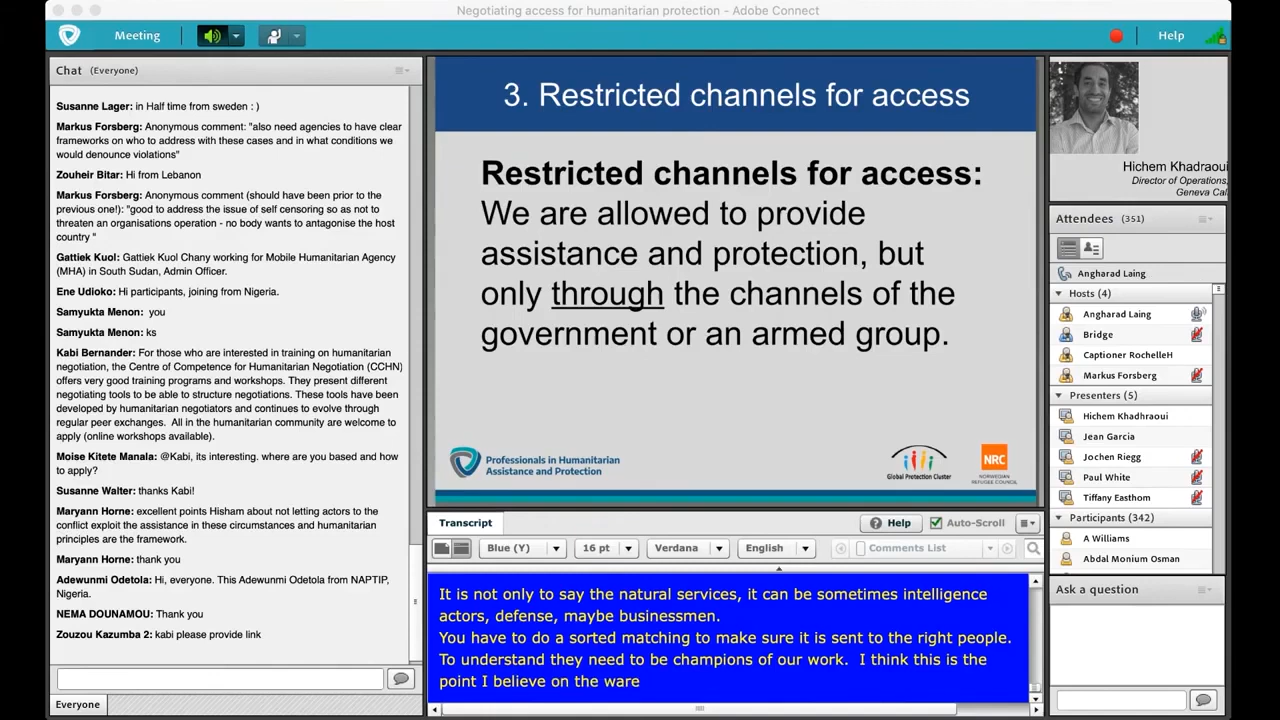 Negotiating access for humanitarian protection - Adobe Connect
Meeting
Help
Chat (Everyone)
Susanne Lager: in Half time from sweden : )
Markus Forsberg: Anonymous comment: "also need agencies to have clear
frameworks on who to address with these cases and in what conditions we
would denounce violations"
Zouheir Bitar: Hi from Lebanon
Markus Forsberg: Anonymous comment (should have been prior to the
previous one!): "good to address the issue of self censoring so as not to
threaten an organisations operation - no body wants to antagonise the host
country "
Gattiek Kuol: Gattiek Kuol Chany working for Mobile Humanitarian Agency
(MHA) in South Sudan, Admin Officer.
Ene Udioko: Hi participants, joining from Nigeria.
Samyukta Menon: you
Samyukta Menon: ks
Kabi Bernander: For those who are interested in training on humanitarian
negotiation, the Centre of Competence for Humanitarian Negotiation (CCHN)
offers very good training programs and workshops. They present different
negotiating tools to be able to structure negotiations. These tools have been
developed by humanitarian negotiators and continues to evolve through
regular peer exchanges. All in the humanitarian community are welcome to
apply (online workshops available).
Moise Kitete Manala: @Kabi, its interesting. where are you based and how
to apply?
Susanne Walter: thanks Kabi!
Maryann Horne: excellent points Hisham about not letting actors to the
conflict exploit the assistance in these circumstances and humanitarian
principles are the framework.
Maryann Horne: thank you
Adewunmi Odetola: Hi, everyone. This Adewunmi Odetola from NAPTIP,
Nigeria.
NEMA DOUNAMOU: Thank you
Zouzou Kazumba 2: kabi please provide link
Everyone
3. Restricted channels for access
Restricted channels for access:
We are allowed to provide
assistance and protection, but
only through the channels of the
government or an armed group.
Professionals in Humanitarian
Assistance and Protection
Global Protection Cluster
NRC
NORWEGIAN
REFUGEE COUNCIL
Transcript
Help
Auto-Scroll
Blue (Y)
16 pt
Verdana
English
Comments List
It is not only to say the natural services, it can be sometimes intelligence
actors, defense, maybe businessmen.
You have to do a sorted matching to make sure it is sent to the right people.
To understand they need to be champions of our work. I think this is the
point I believe on the ware
Hichem Khadraoui
Director of Operations,
Geneva Cal
Attendees (351)
Angharad Laing
Hosts (4)
Angharad Laing
Bridge
Captioner RochelleH
Markus Forsberg
Presenters (5)
Hichem Khadhraoui
Jean Garcia
Jochen Riegg
Paul White
Tiffany Easthom
Participants (342)
A Williams
Abdal Monium Osman
Ask a question